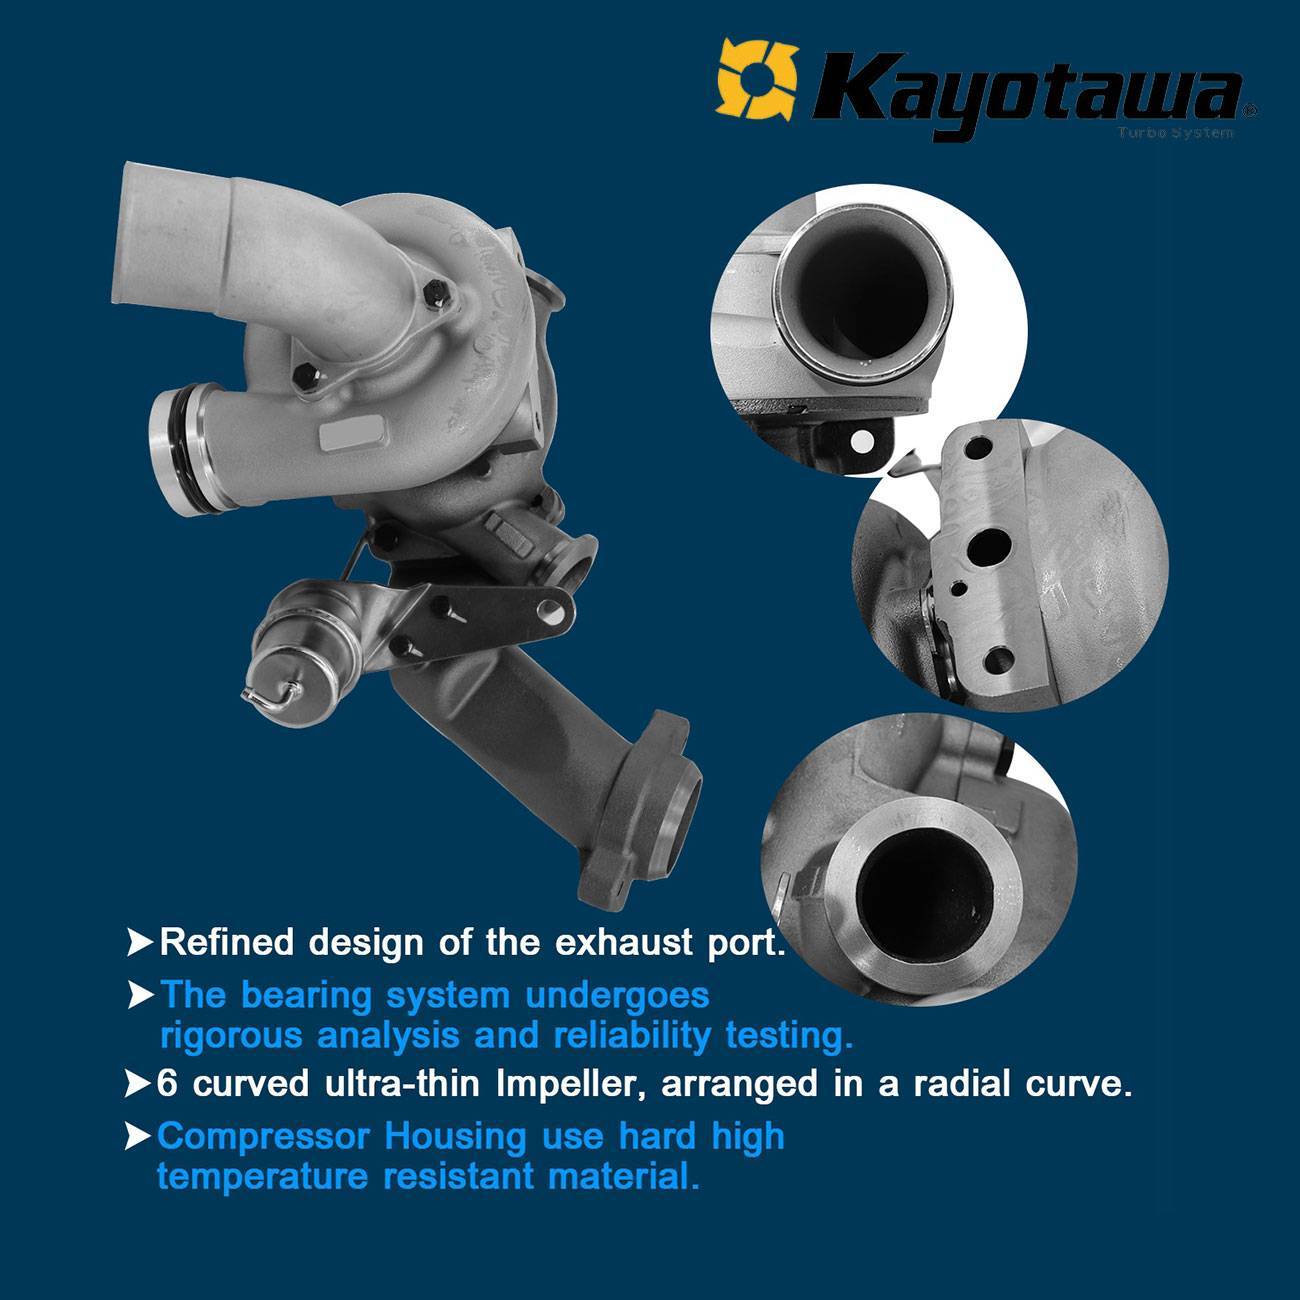 Kayotawa®
Turbo System
➤Refined design of the exhaust port.
➤The bearing system undergoes
rigorous analysis and reliability testing.
➤6 curved ultra-thin Impeller, arranged in a radial curve.
➤Compressor Housing use hard high
temperature resistant material.